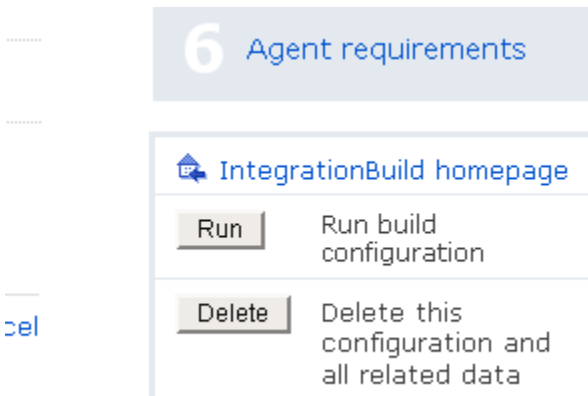 6 Agent requirements
IntegrationBuild homepage
Run Run build
configuration
Delete Delete this
configuration and
all related data